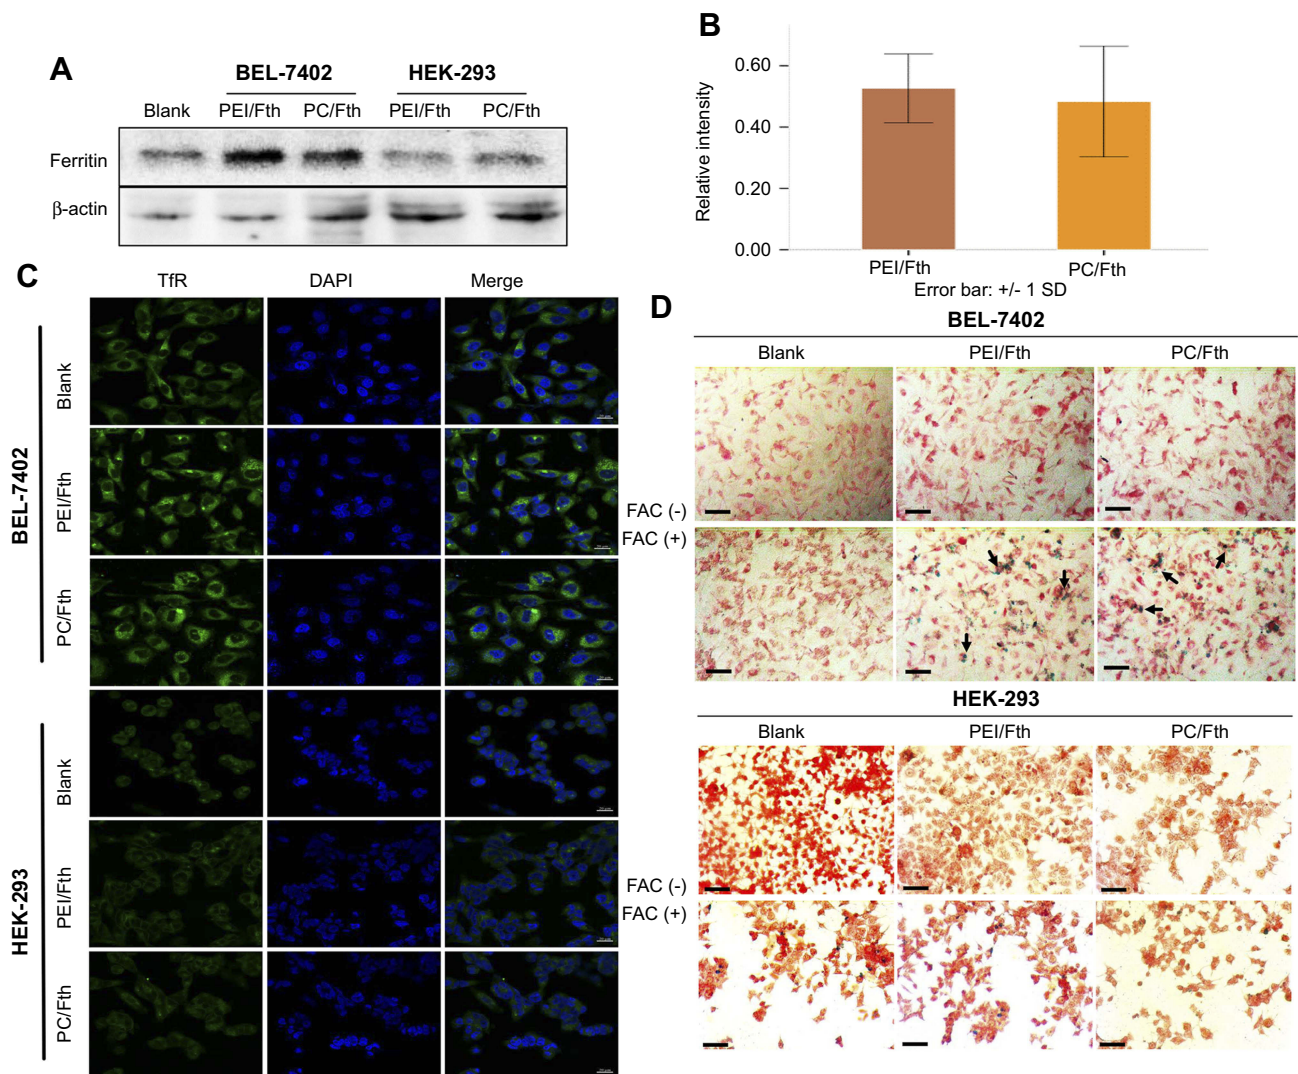 A
BEL-7402 HEK-293
Blank PEI/Fth PC/Fth PEI/Fth PC/Fth
Ferritin
β-actin
B
Relative intensity
0.60
0.40
0.20
0.00
PEI/Fth PC/Fth
Error bar: +/- 1 SD
C
TfR DAPI Merge
BEL-7402
Blank
PEI/Fth
PC/Fth
HEK-293
Blank
PEI/Fth
PC/Fth
D
BEL-7402
Blank PEI/Fth PC/Fth
FAC (-)
FAC (+)
HEK-293
Blank PEI/Fth PC/Fth
FAC (-)
FAC (+)